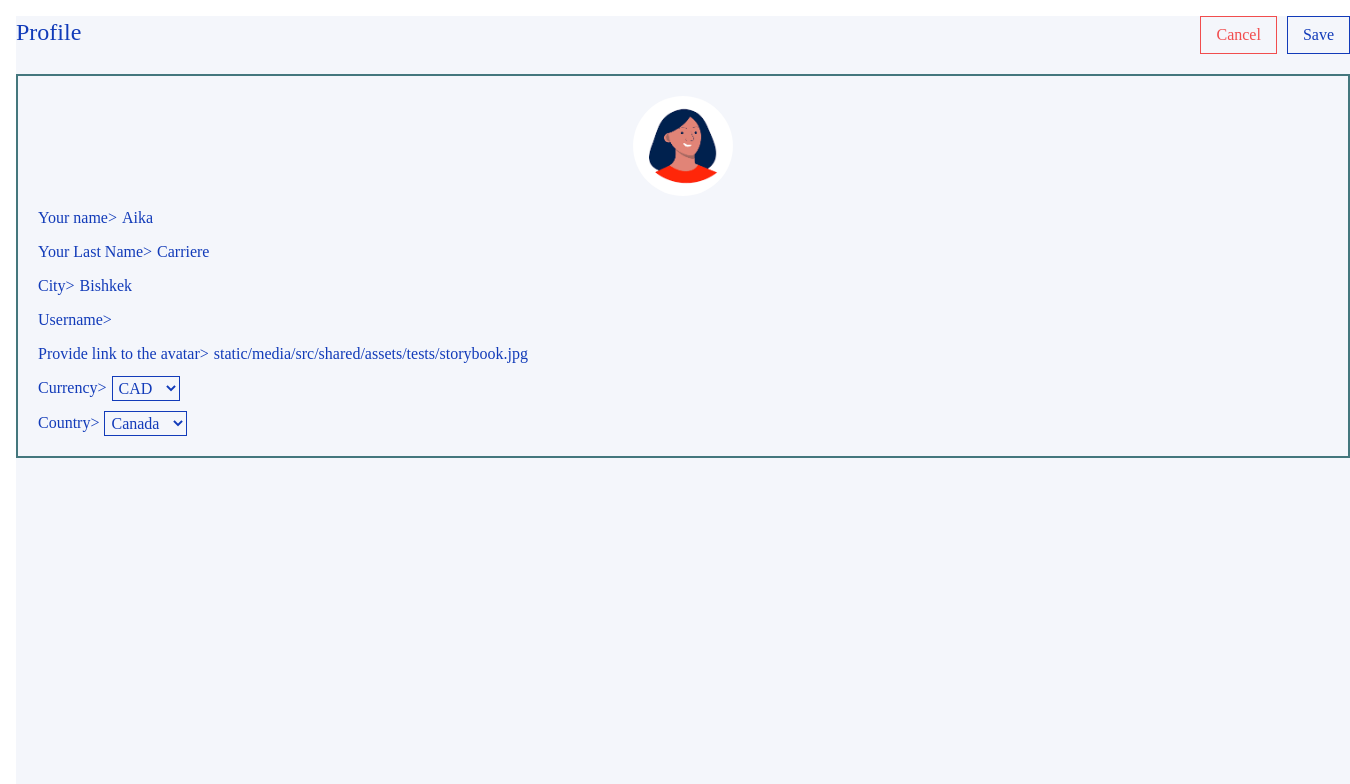 Profile
Cancel
Save
Your name> Aika
Your Last Name> Carriere
City> Bishkek
Username>
Provide link to the avatar> static/media/src/shared/assets/tests/storybook.jpg
Currency> CAD
Country> Canada